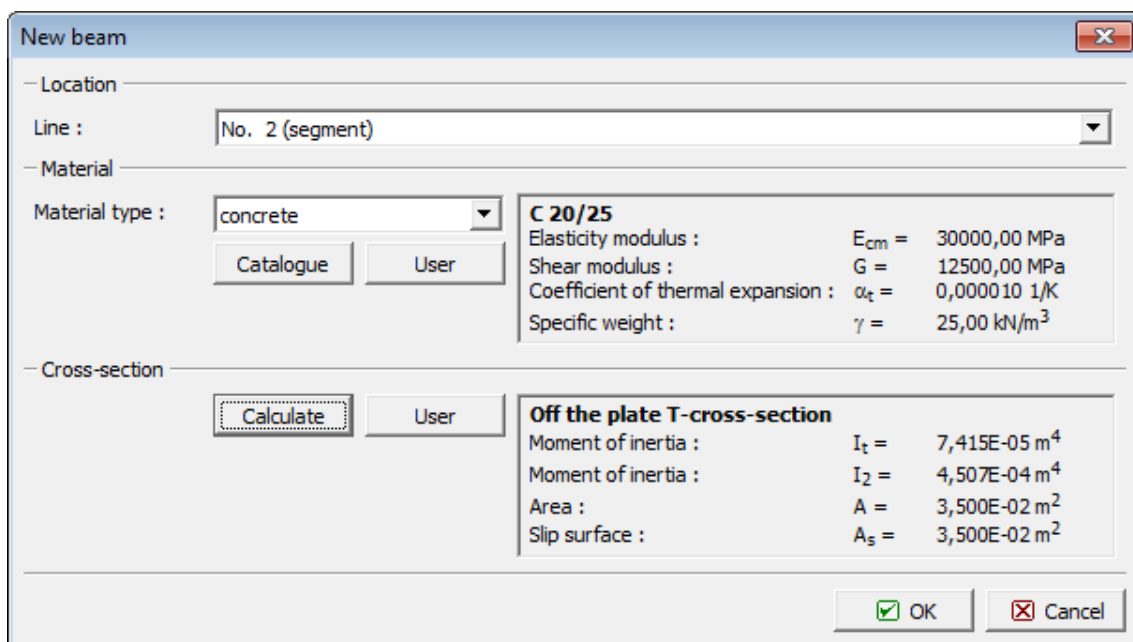 New beam
Location
Line : No. 2 (segment)
Material
Material type : concrete
Catalogue User
C 20/25
Elasticity modulus : Ecm = 30000,00 MPa
Shear modulus : G = 12500,00 MPa
Coefficient of thermal expansion : αt = 0,000010 1/K
Specific weight : γ = 25,00 kN/m³
Cross-section
Calculate User
Off the plate T-cross-section
Moment of inertia : It = 7,415E-05 m⁴
Moment of inertia : I2 = 4,507E-04 m⁴
Area : A = 3,500E-02 m²
Slip surface : As = 3,500E-02 m²
OK Cancel